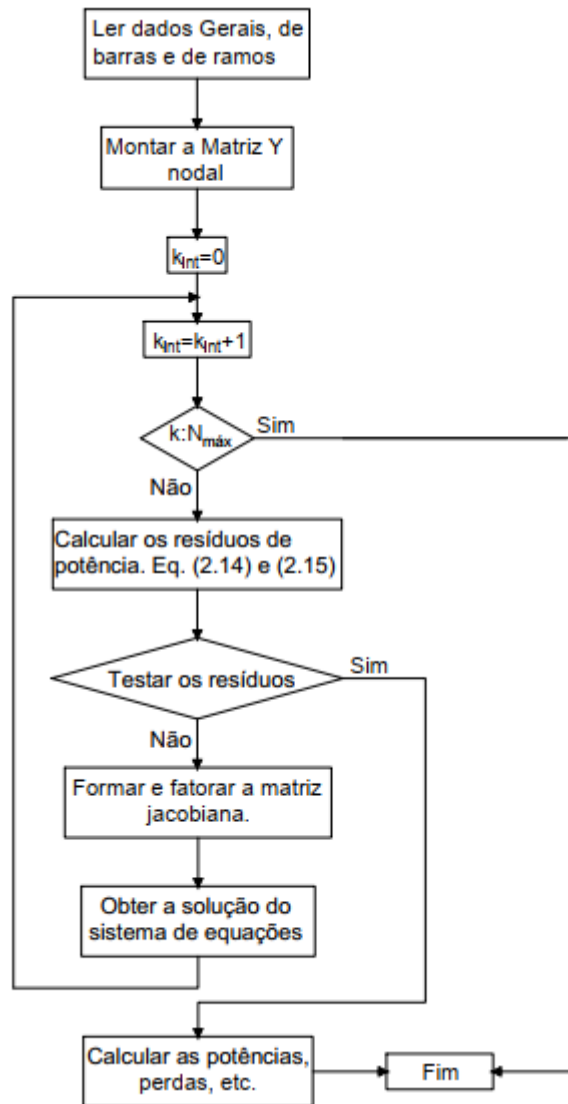 Ler dados Gerais, de
barras e de ramos
Montar a Matriz Y
nodal
kint=0
kint=kint+1
k:Nmáx
Sim
Não
Calcular os resíduos de
potência. Eq. (2.14) e (2.15)
Testar os resíduos
Sim
Não
Formar e fatorar a matriz
jacobiana.
Obter a solução do
sistema de equações
Calcular as potências,
perdas, etc.
Fim